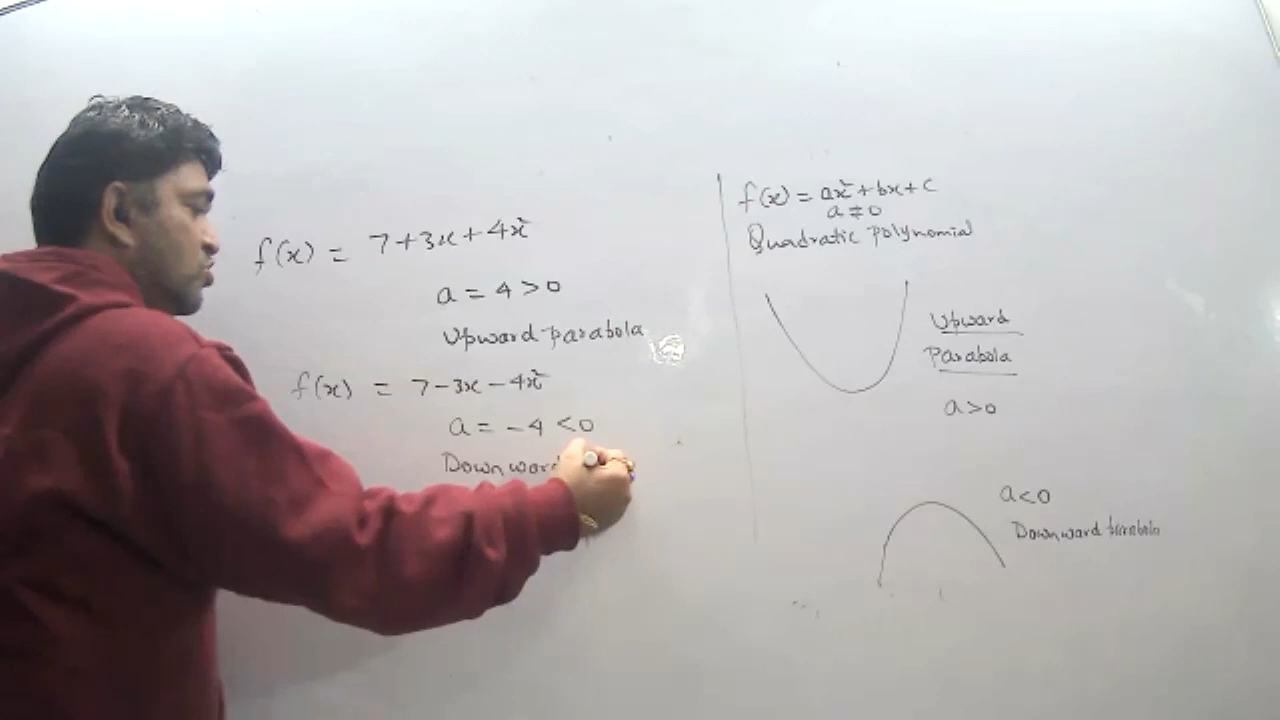 f(x) = 7+3x+4x²
a = 4 >0
Upward parabola
f(x) = 7-3x-4x²
a = -4 <0
Downward
f(x) = ax²+bx+c
a≠0
Quadratic polynomial
Upward
Parabola
a>0
a<0
Downward parabola